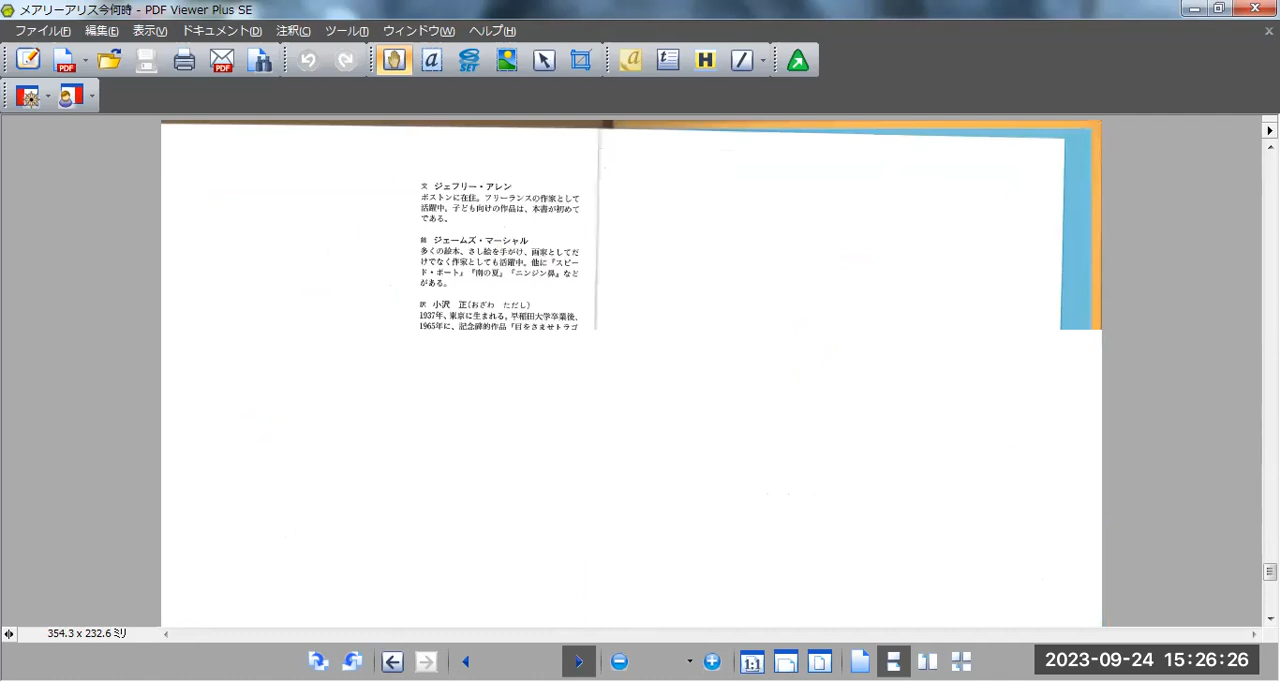 メアリーアリス今何時 - PDF Viewer Plus SE
ファイル(F) 編集(E) 表示(V) ドキュメント(D) 注釈(C) ツール(T) ウィンドウ(W) ヘルプ(H)
文 ジェフリー・アレン
ボストンに在住。フリーランスの作家として
活躍中。子ども向けの作品は、本書が初めて
である。
ジェームズ・マーシャル
多くの絵本、さし絵を手がけ、画家としてだ
けでなく作家としても活躍中。他に『スピー
ド・ボート』『南の夏』『ニンジン鼻』など
がある。
訳 小沢 正(おざわ ただし)
1937年、東京に生まれる。早稲田大学卒業後、
1965年に、記念碑的作品『目をさませトラゴ
354.3 x 232.6 ミリ
1:1
2023-09-24 15:26:26